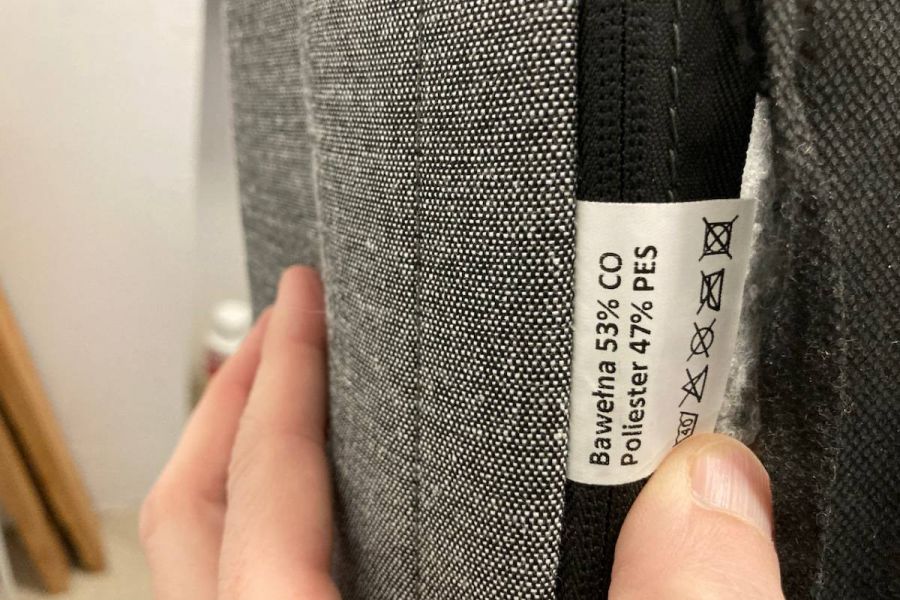 Bawełna 53% CO
Poliester 47% PES
40